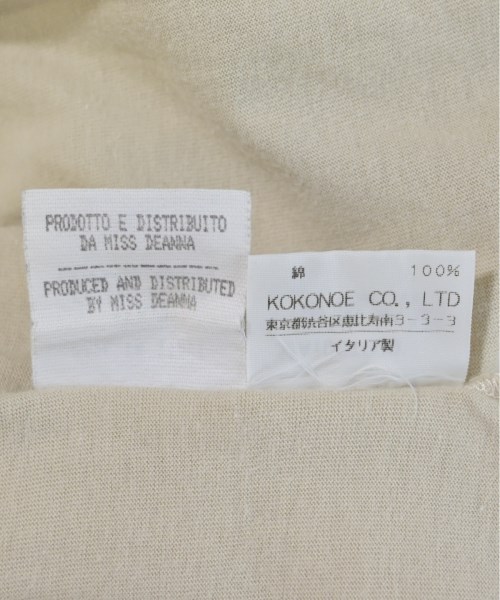 PRODOTTO E DISTRIBUITO
DA MISS DEANNA
PRODUCED AND DISTRIBUTED
BY MISS DEANNA
綿 100%
KOKONOE CO., LTD
東京都渋谷区恵比寿南3-3-3
イタリア製